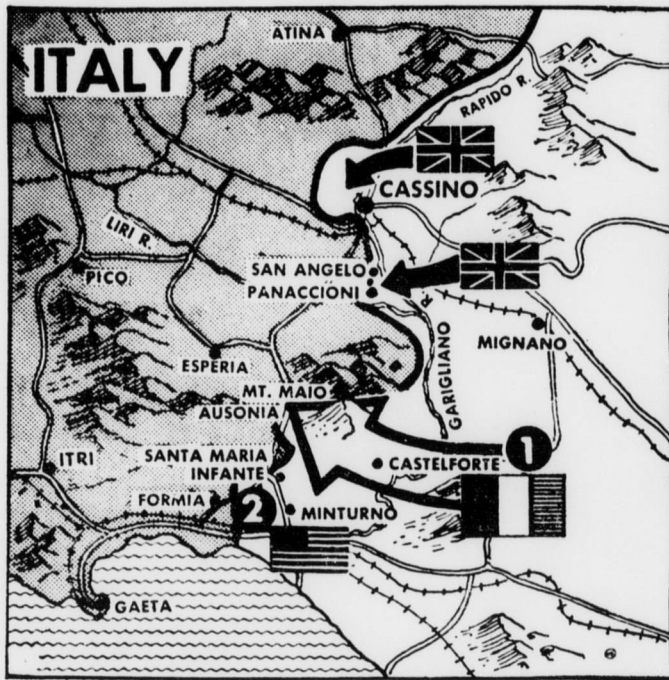 ATINA
ITALY
RAPIDO R.
CASSINO
LIRI R.
SAN ANGELO
PICO
PANACCIONI
MIGNANO
ESPERIA
GARIGLIANO R.
MT. MAIO
AUSONIA
1
SANTA MARIA
INFANTE
CASTELFORTE
ITRI
FORMIA
2
MINTURNO
GAETA